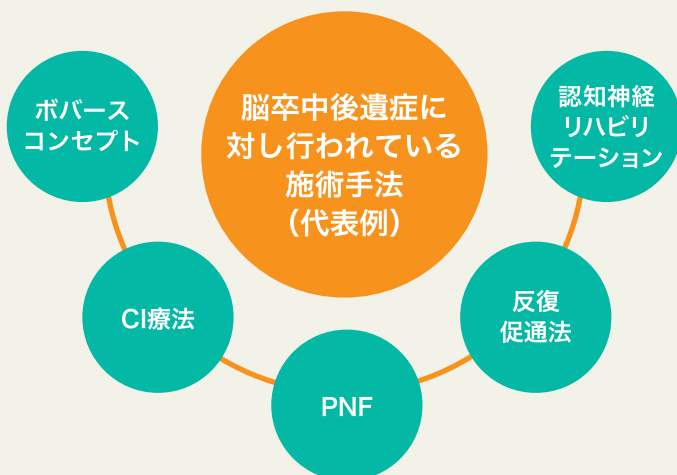 脳卒中後遺症に
対し行われている
施術手法
（代表例）
ボバース
コンセプト
CI療法
PNF
反復
促通法
認知神経
リハビリ
テーション